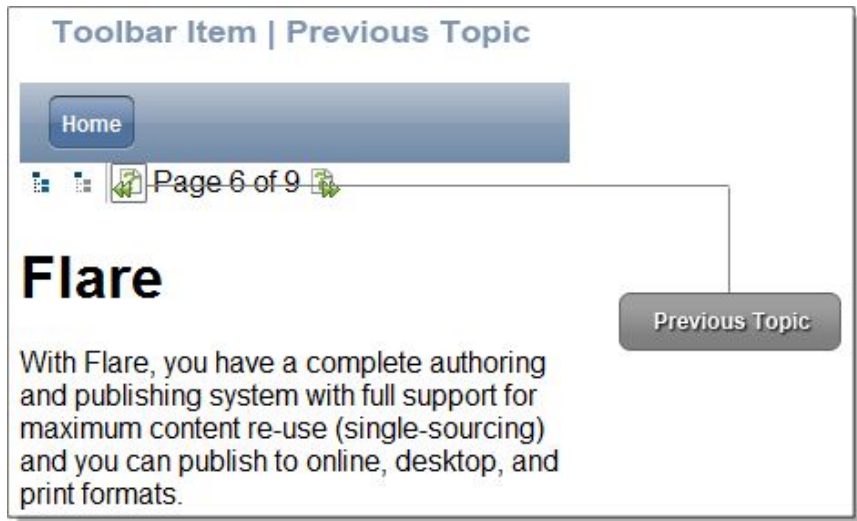 Toolbar Item | Previous Topic
Home
Page 6 of 9
Flare
Previous Topic
With Flare, you have a complete authoring
and publishing system with full support for
maximum content re-use (single-sourcing)
and you can publish to online, desktop, and
print formats.